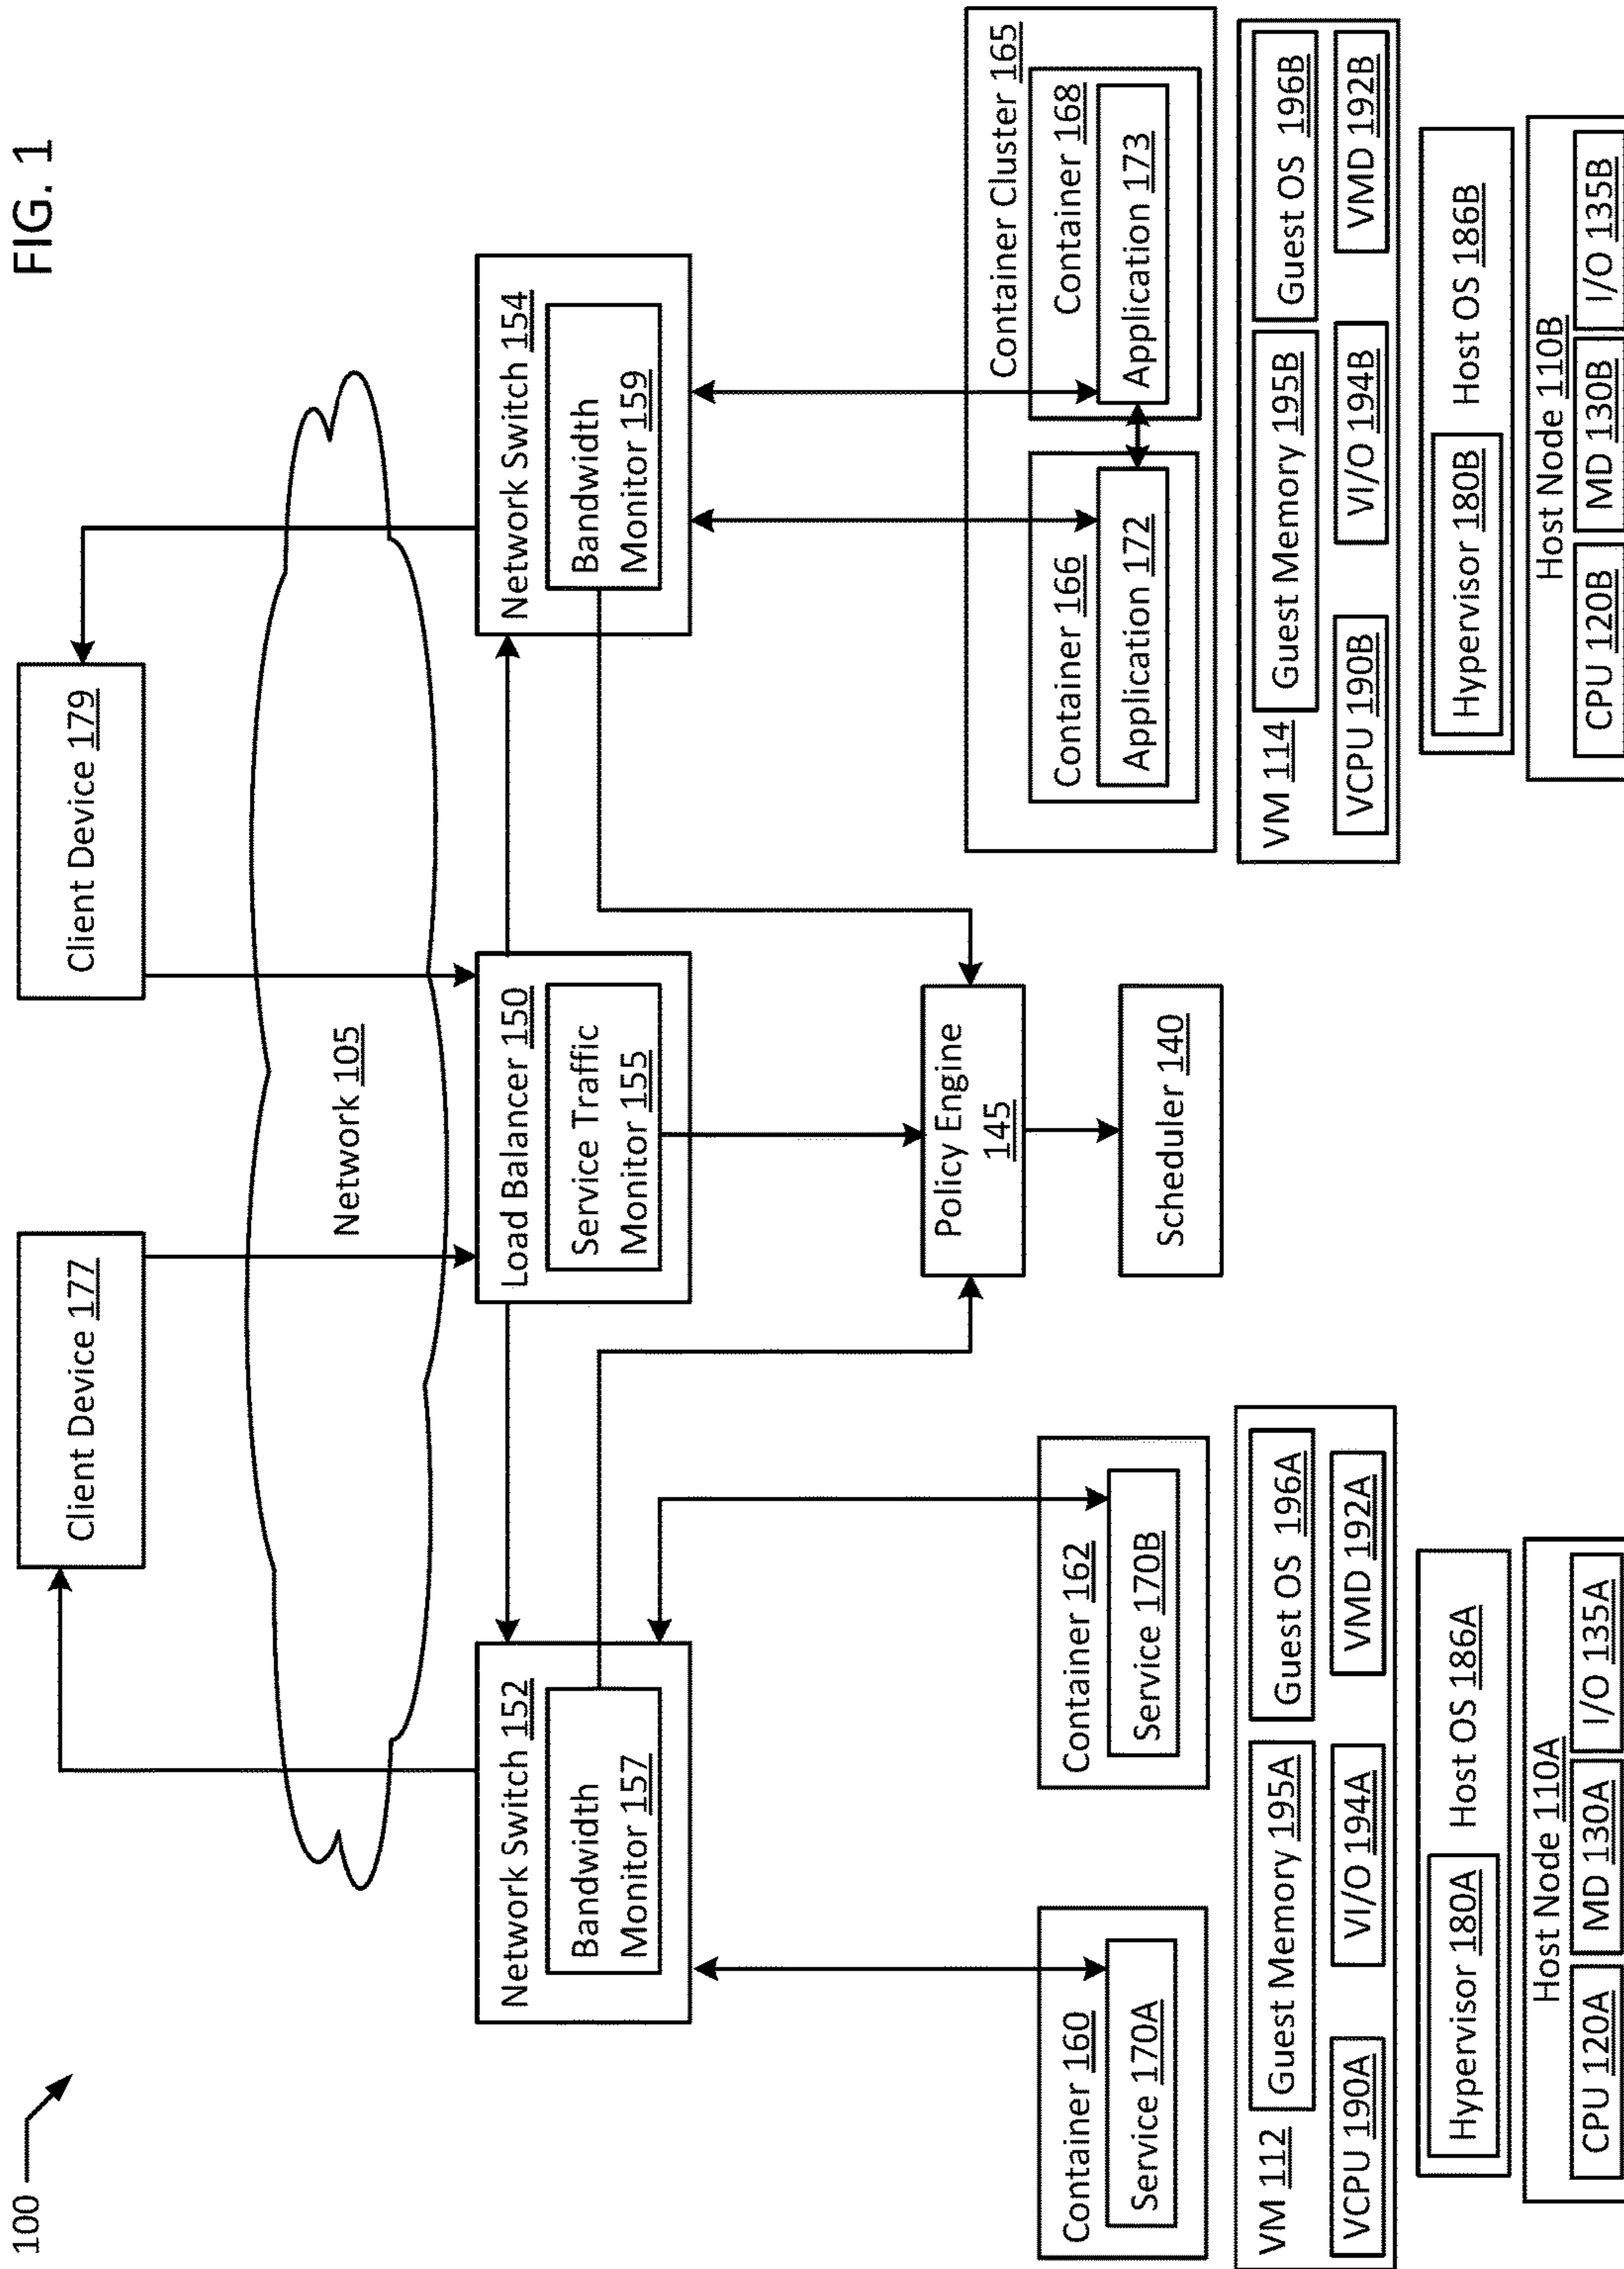 FIG. 1
100
Client Device 177
Client Device 179
Network 105
Network Switch 152
Bandwidth
Monitor 157
Load Balancer 150
Service Traffic
Monitor 155
Network Switch 154
Bandwidth
Monitor 159
Policy Engine
145
Scheduler 140
Container 160
Service 170A
Container 162
Service 170B
Container Cluster 165
Container 166
Application 172
Container 168
Application 173
VM 112
Guest Memory 195A
Guest OS 196A
VCPU 190A
VI/O 194A
VMD 192A
Hypervisor 180A
Host OS 186A
Host Node 110A
CPU 120A
MD 130A
I/O 135A
VM 114
Guest Memory 195B
Guest OS 196B
VCPU 190B
VI/O 194B
VMD 192B
Hypervisor 180B
Host OS 186B
Host Node 110B
CPU 120B
MD 130B
I/O 135B